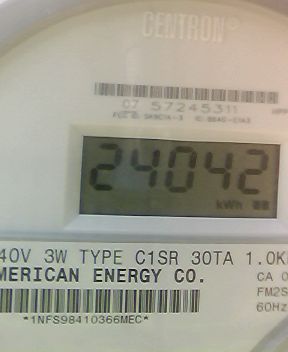 CENTRON®
07 57245311
24042
kWh
40V 3W TYPE C1SR 30TA 1.0K
MERICAN ENERGY CO.
CA 0
FM2S
60Hz
*1NFS98410366MEC*